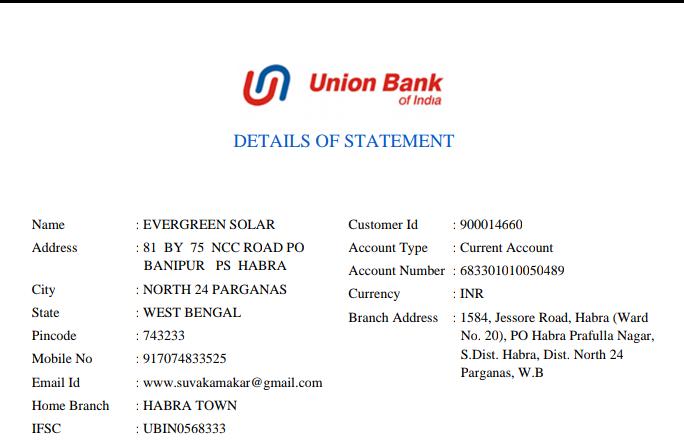 Union Bank
of India
DETAILS OF STATEMENT
Name : EVERGREEN SOLAR
Address : 81 BY 75 NCC ROAD PO
BANIPUR PS HABRA
City : NORTH 24 PARGANAS
State : WEST BENGAL
Pincode : 743233
Mobile No : 917074833525
Email Id : www.suvakamakar@gmail.com
Home Branch : HABRA TOWN
IFSC : UBIN0568333
Customer Id : 900014660
Account Type : Current Account
Account Number : 683301010050489
Currency : INR
Branch Address : 1584, Jessore Road, Habra (Ward
No. 20), PO Habra Prafulla Nagar,
S.Dist. Habra, Dist. North 24
Parganas, W.B